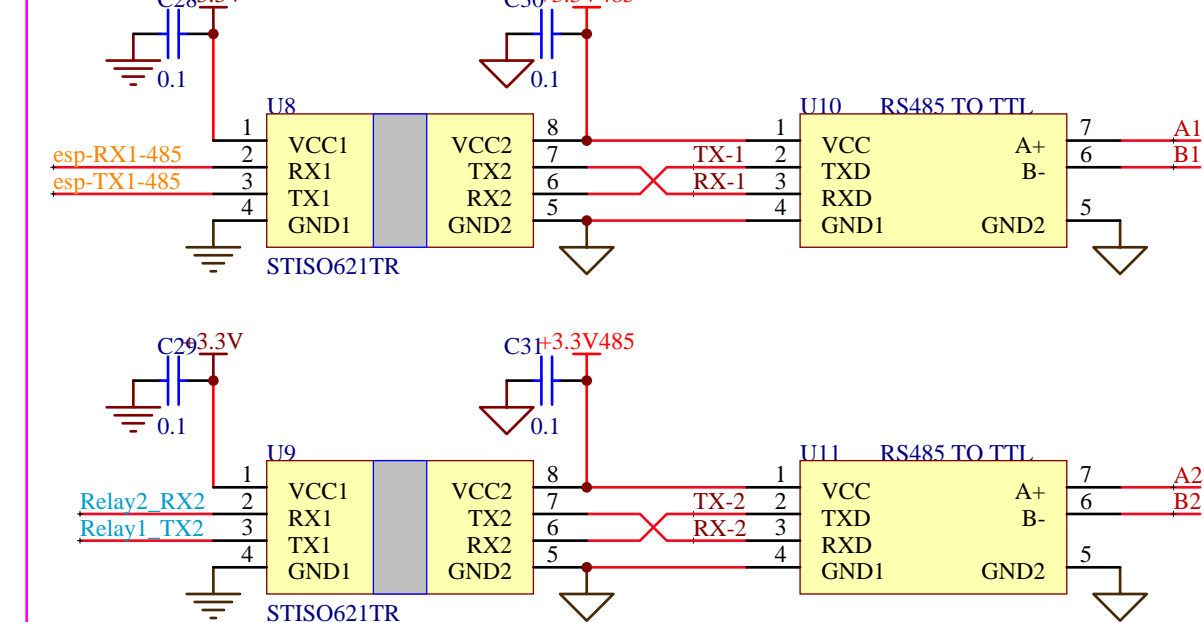 C28 +3.3V C30 +3.3V485
0.1 0.1
U8 U10 RS485 TO TTL
1 VCC1 VCC2 8 1 VCC A+ 7 A1
esp-RX1-485 2 RX1 TX2 7 TX-1 2 TXD B- 6 B1
esp-TX1-485 3 TX1 RX2 6 RX-1 3 RXD
4 GND1 GND2 5 4 GND1 GND2 5
STISO621TR
C29 +3.3V C31 +3.3V485
0.1 0.1
U9 U11 RS485 TO TTL
1 VCC1 VCC2 8 1 VCC A+ 7 A2
Relay2_RX2 2 RX1 TX2 7 TX-2 2 TXD B- 6 B2
Relay1_TX2 3 TX1 RX2 6 RX-2 3 RXD
4 GND1 GND2 5 4 GND1 GND2 5
STISO621TR